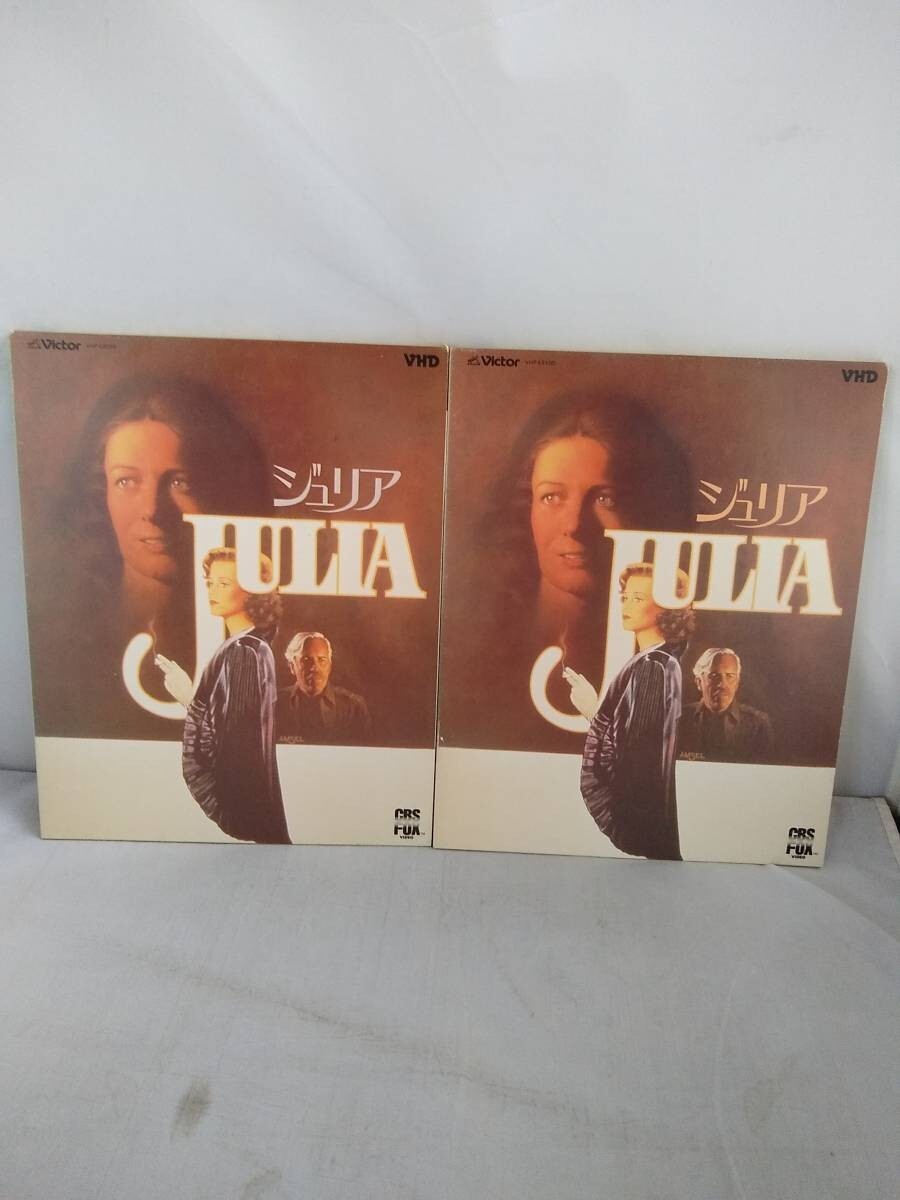 Victor
VHD
ジュリア
JULIA
AMSEL
CBS
FOX
VIDEO
Victor
VHD
ジュリア
JULIA
AMSEL
CBS
FOX
VIDEO